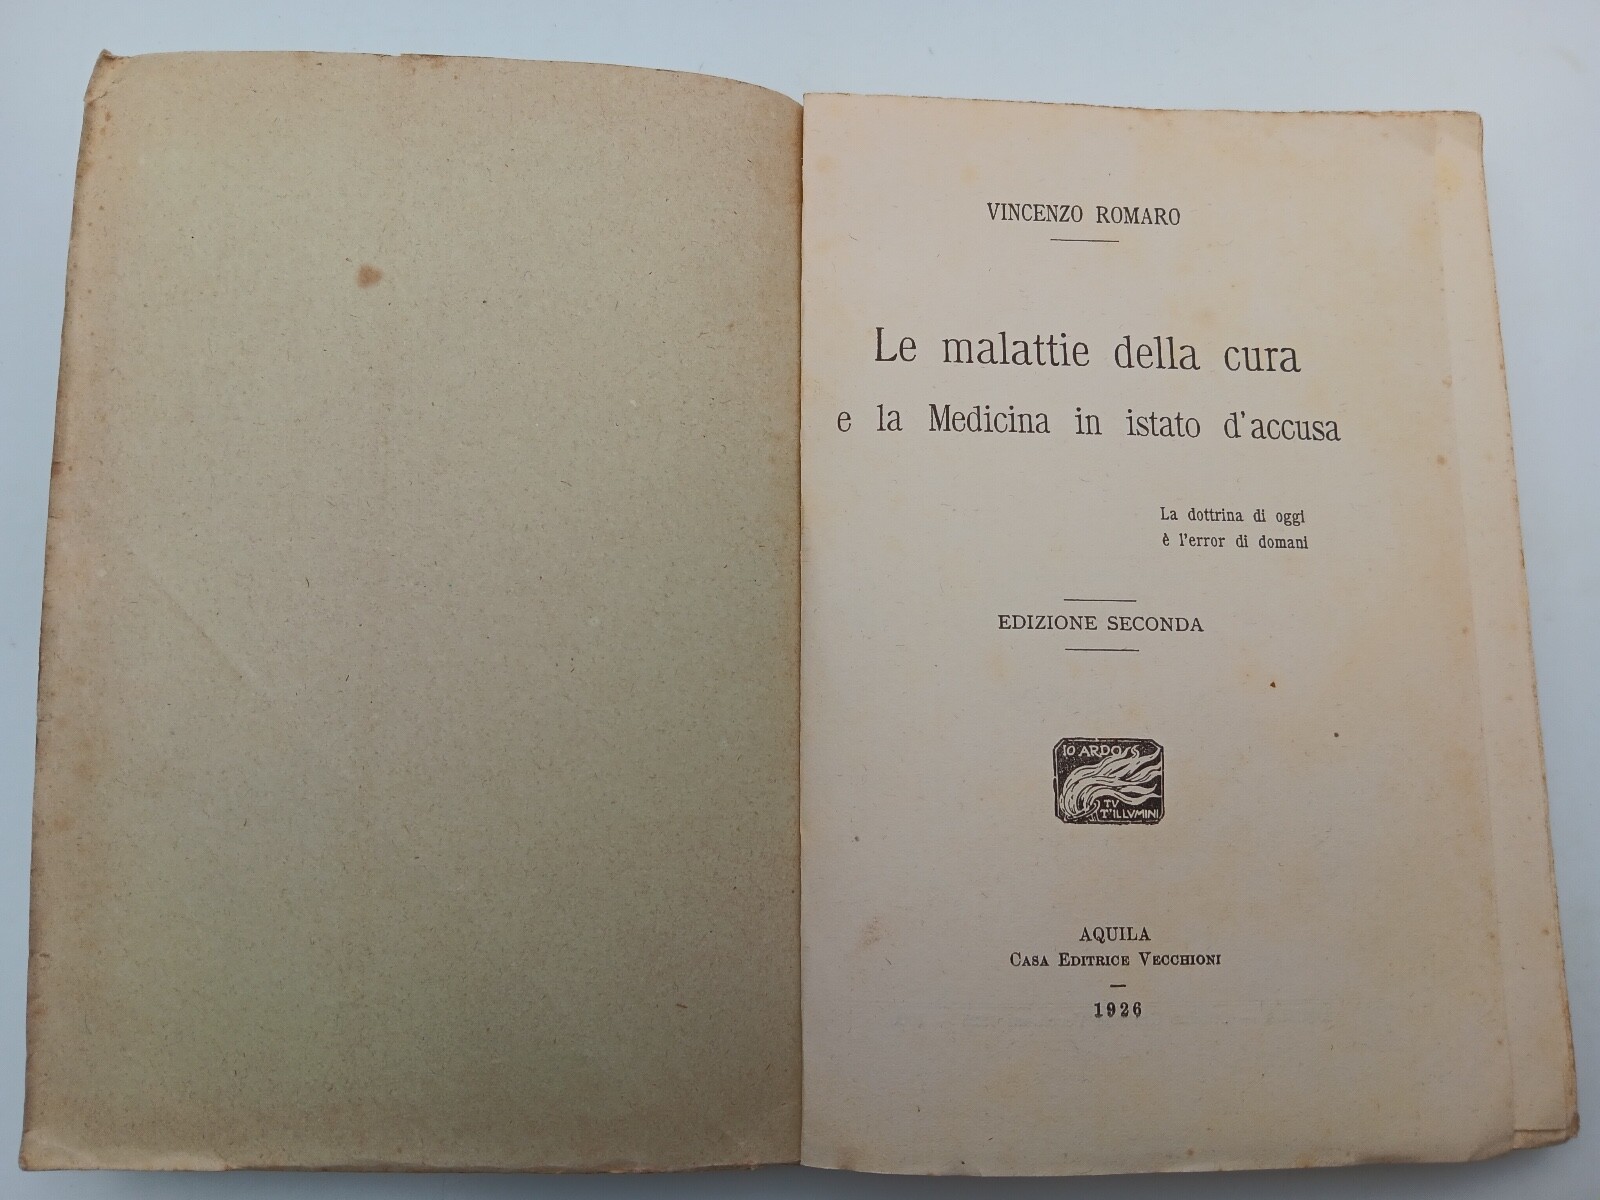 VINCENZO ROMARO
Le malattie della cura
e la Medicina in istato d'accusa
La dottrina di oggi
è l'error di domani
EDIZIONE SECONDA
IO ARDO
TV
T'ILLVMINI
AQUILA
CASA EDITRICE VECCHIONI
1926